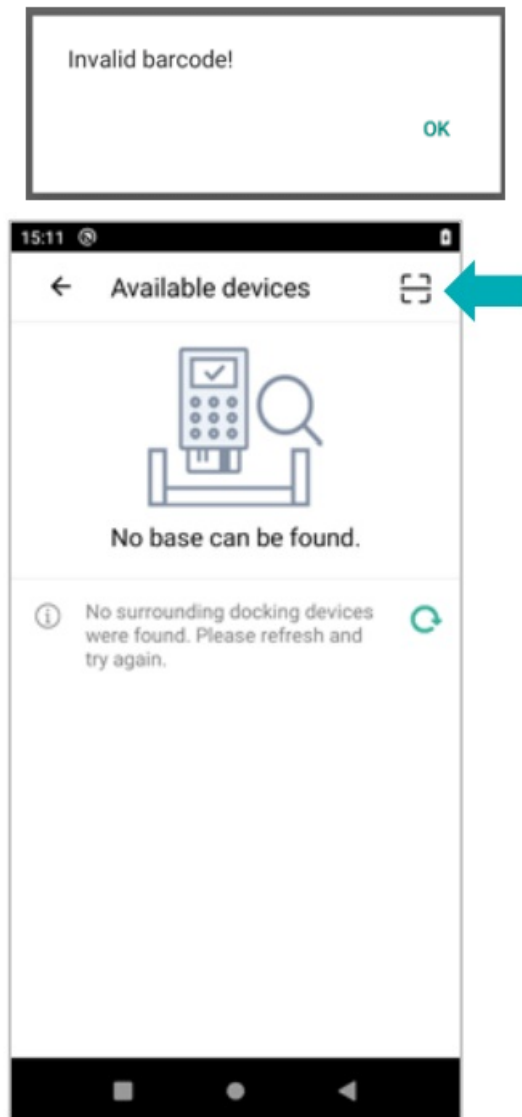 Invalid barcode!
OK
15:11
Available devices
No base can be found.
No surrounding docking devices
were found. Please refresh and
try again.